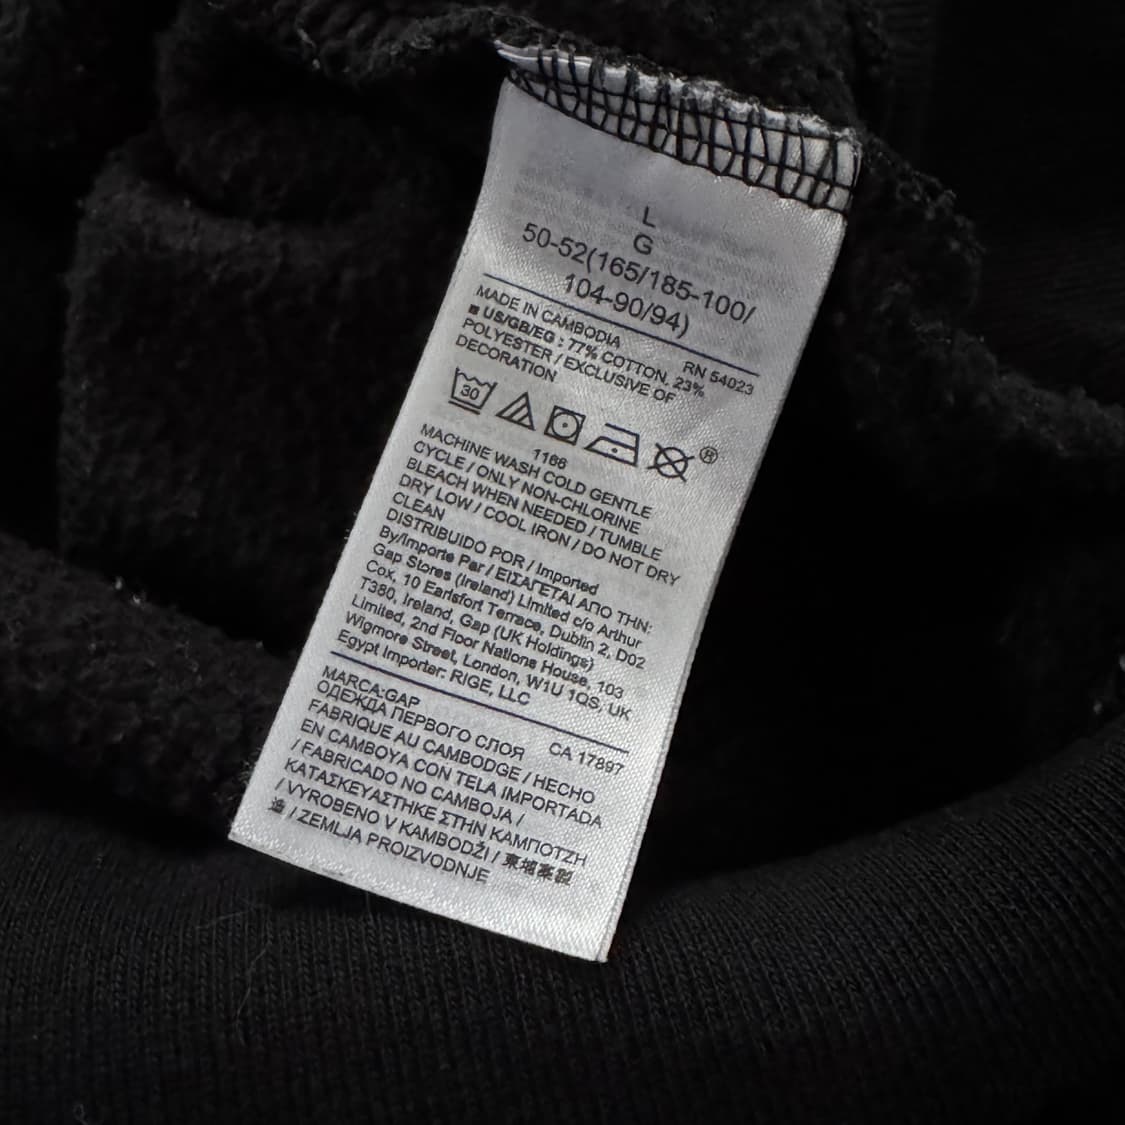 L
G
50-52(165/185-100/
104-90/94)
MADE IN CAMBODIA
RN 54023
■ US/GB/EG : 77% COTTON, 23%
POLYESTER / EXCLUSIVE OF
DECORATION
30
®
1166
MACHINE WASH COLD GENTLE
CYCLE / ONLY NON-CHLORINE
BLEACH WHEN NEEDED / TUMBLE
DRY LOW / COOL IRON / DO NOT DRY
CLEAN
DISTRIBUIDO POR / Imported
By/Importe Par / ΕΙΣΑΓΕΤΑΙ ΑΠΟ ΤΗΝ:
Gap Stores (Ireland) Limited c/o Arthur
Cox, 10 Earlsfort Terrace, Dublin 2, D02
T380, Ireland, Gap (UK Holdings)
Limited, 2nd Floor Nations House, 103
Wigmore Street, London, W1U 1QS, UK
Egypt Importer: RIGE, LLC
MARCA:GAP
ОДЕЖДА ПЕРВОГО СЛОЯ
CA 17897
FABRIQUE AU CAMBODGE / HECHO
EN CAMBOYA CON TELA IMPORTADA
/ FABRICADO NO CAMBOJA /
ΚΑΤΑΣΚΕΥΑΣΤΗΚΕ ΣΤΗΝ ΚΑΜΠΟΤΖΗ
/ VYROBENO V KAMBODŽI / 柬埔寨製
造 / ZEMLJA PROIZVODNJE